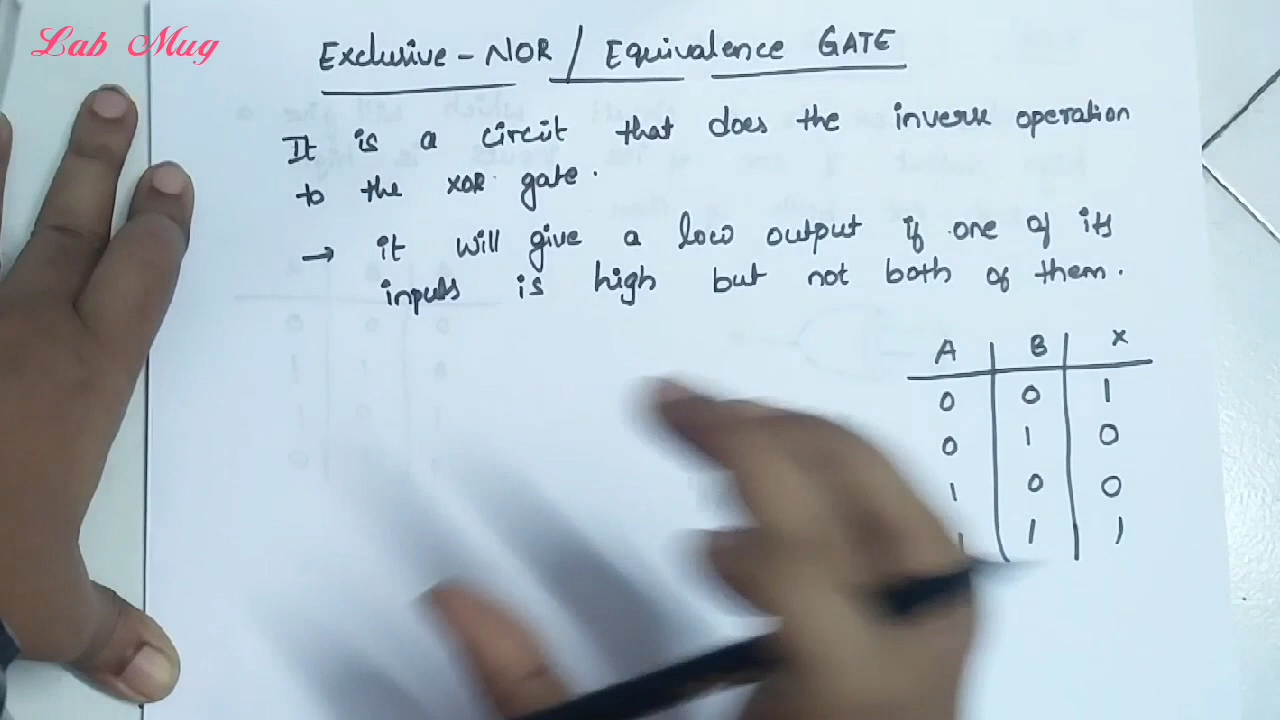 Lab Mug
Exclusive - NOR / Equivalence GATE
It is a circit that does the inverse operation
to the XOR gate.
→ it will give a low output if one of its
inputs is high but not both of them.
A B X
0 0 1
0 1 0
1 0 0
1 1 1